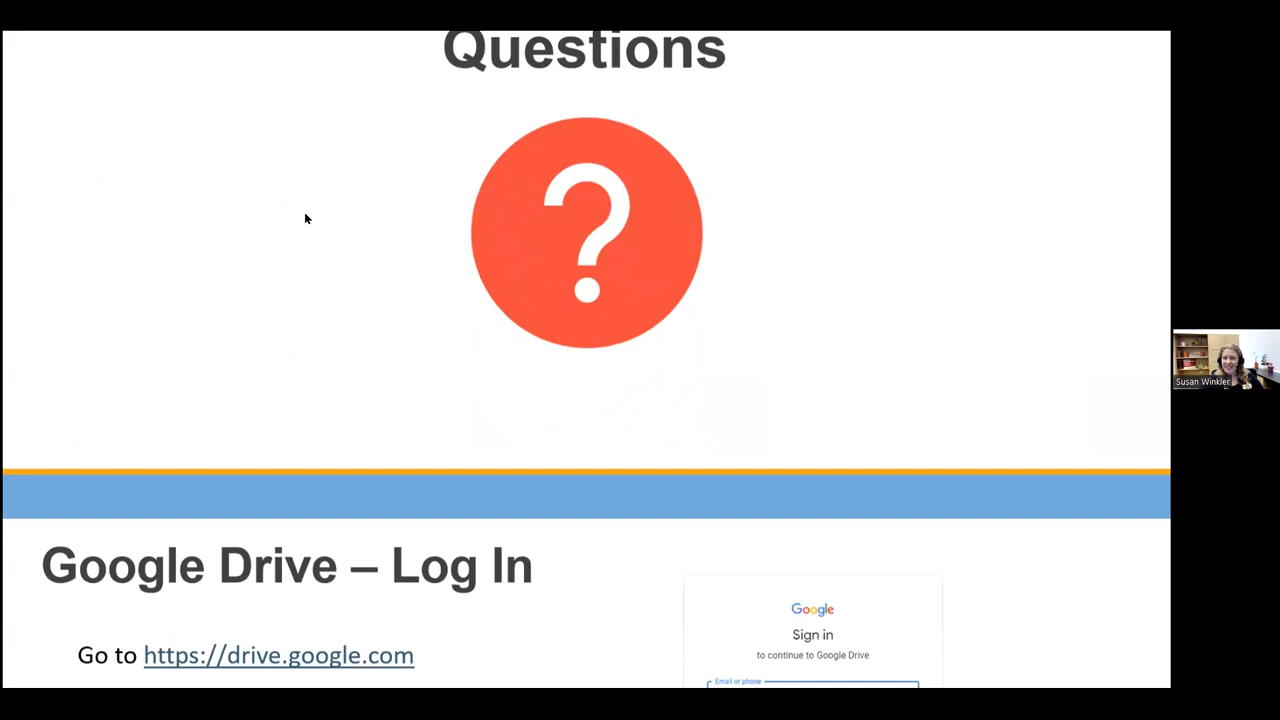 Questions
?
Susan Winkler
Google Drive – Log In
Google
Sign in
Go to https://drive.google.com
to continue to Google Drive
Email or phone